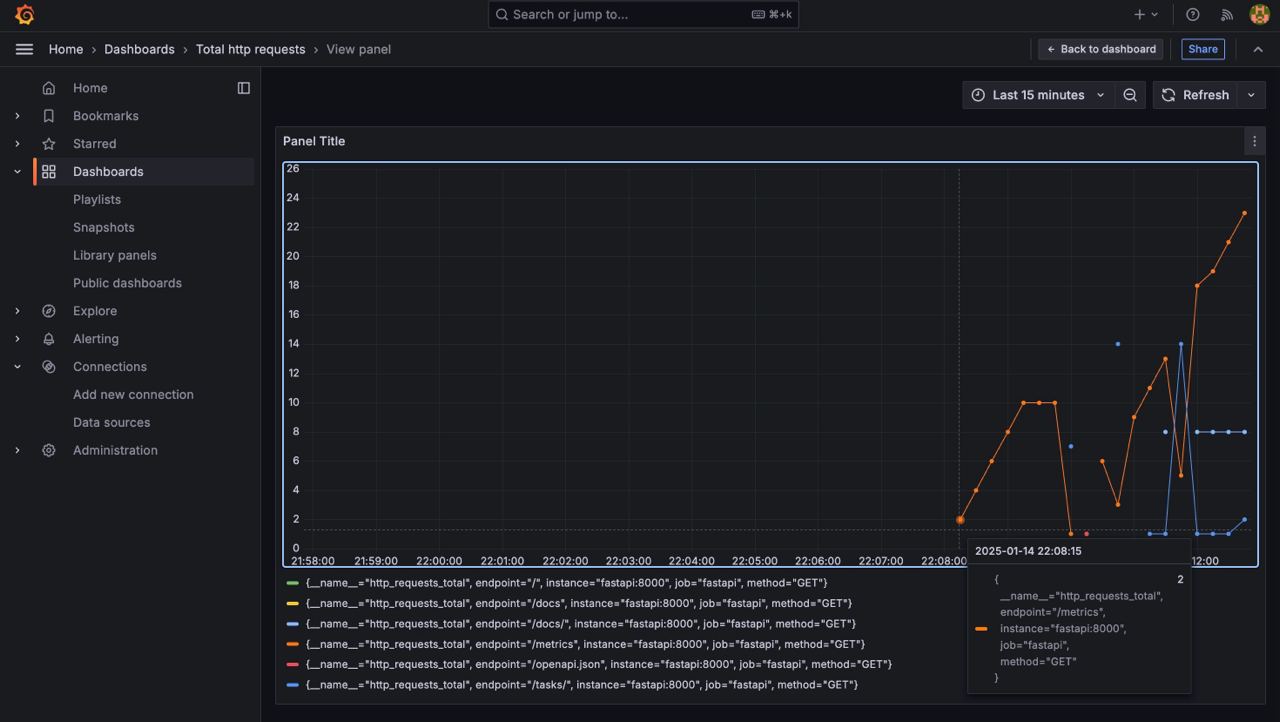 Search or jump to...
⌘+k
Home › Dashboards › Total http requests › View panel
← Back to dashboard
Share
Home
Bookmarks
Starred
Dashboards
Playlists
Snapshots
Library panels
Public dashboards
Explore
Alerting
Connections
Add new connection
Data sources
Administration
Last 15 minutes
Refresh
Panel Title
26
24
22
20
18
16
14
12
10
8
6
4
2
0
21:58:00 21:59:00 22:00:00 22:01:00 22:02:00 22:03:00 22:04:00 22:05:00 22:06:00 22:07:00 22:08:00 12:00
{__name__="http_requests_total", endpoint="/", instance="fastapi:8000", job="fastapi", method="GET"}
{__name__="http_requests_total", endpoint="/docs", instance="fastapi:8000", job="fastapi", method="GET"}
{__name__="http_requests_total", endpoint="/docs/", instance="fastapi:8000", job="fastapi", method="GET"}
{__name__="http_requests_total", endpoint="/metrics", instance="fastapi:8000", job="fastapi", method="GET"}
{__name__="http_requests_total", endpoint="/openapi.json", instance="fastapi:8000", job="fastapi", method="GET"}
{__name__="http_requests_total", endpoint="/tasks/", instance="fastapi:8000", job="fastapi", method="GET"}
2025-01-14 22:08:15
{ 2
__name__="http_requests_total",
endpoint="/metrics",
instance="fastapi:8000",
job="fastapi",
method="GET"
}